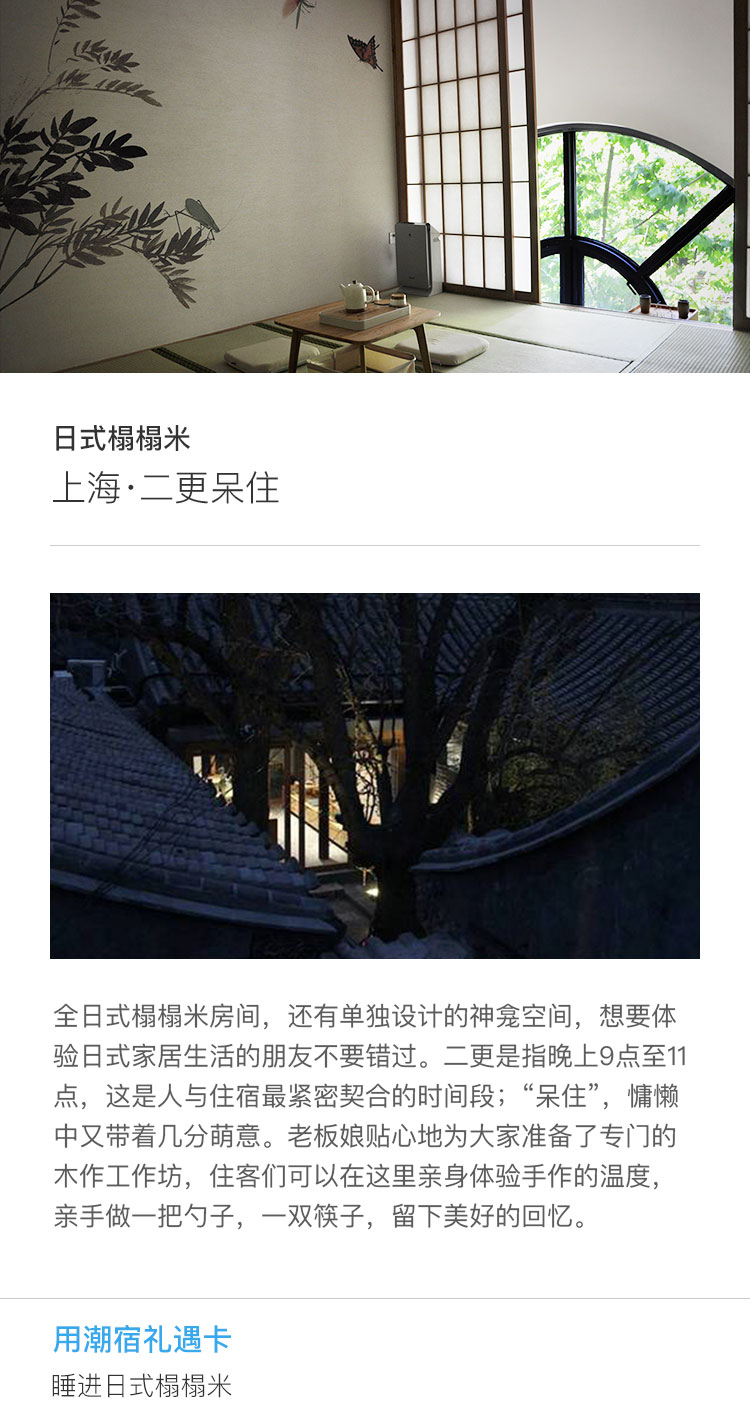 日式榻榻米
上海·二更呆住
全日式榻榻米房间，还有单独设计的神龛空间，想要体
验日式家居生活的朋友不要错过。二更是指晚上9点至11
点，这是人与住宿最紧密契合的时间段；“呆住”，慵懒
中又带着几分萌意。老板娘贴心地为大家准备了专门的
木作工作坊，住客们可以在这里亲身体验手作的温度，
亲手做一把勺子，一双筷子，留下美好的回忆。
用潮宿礼遇卡
睡进日式榻榻米